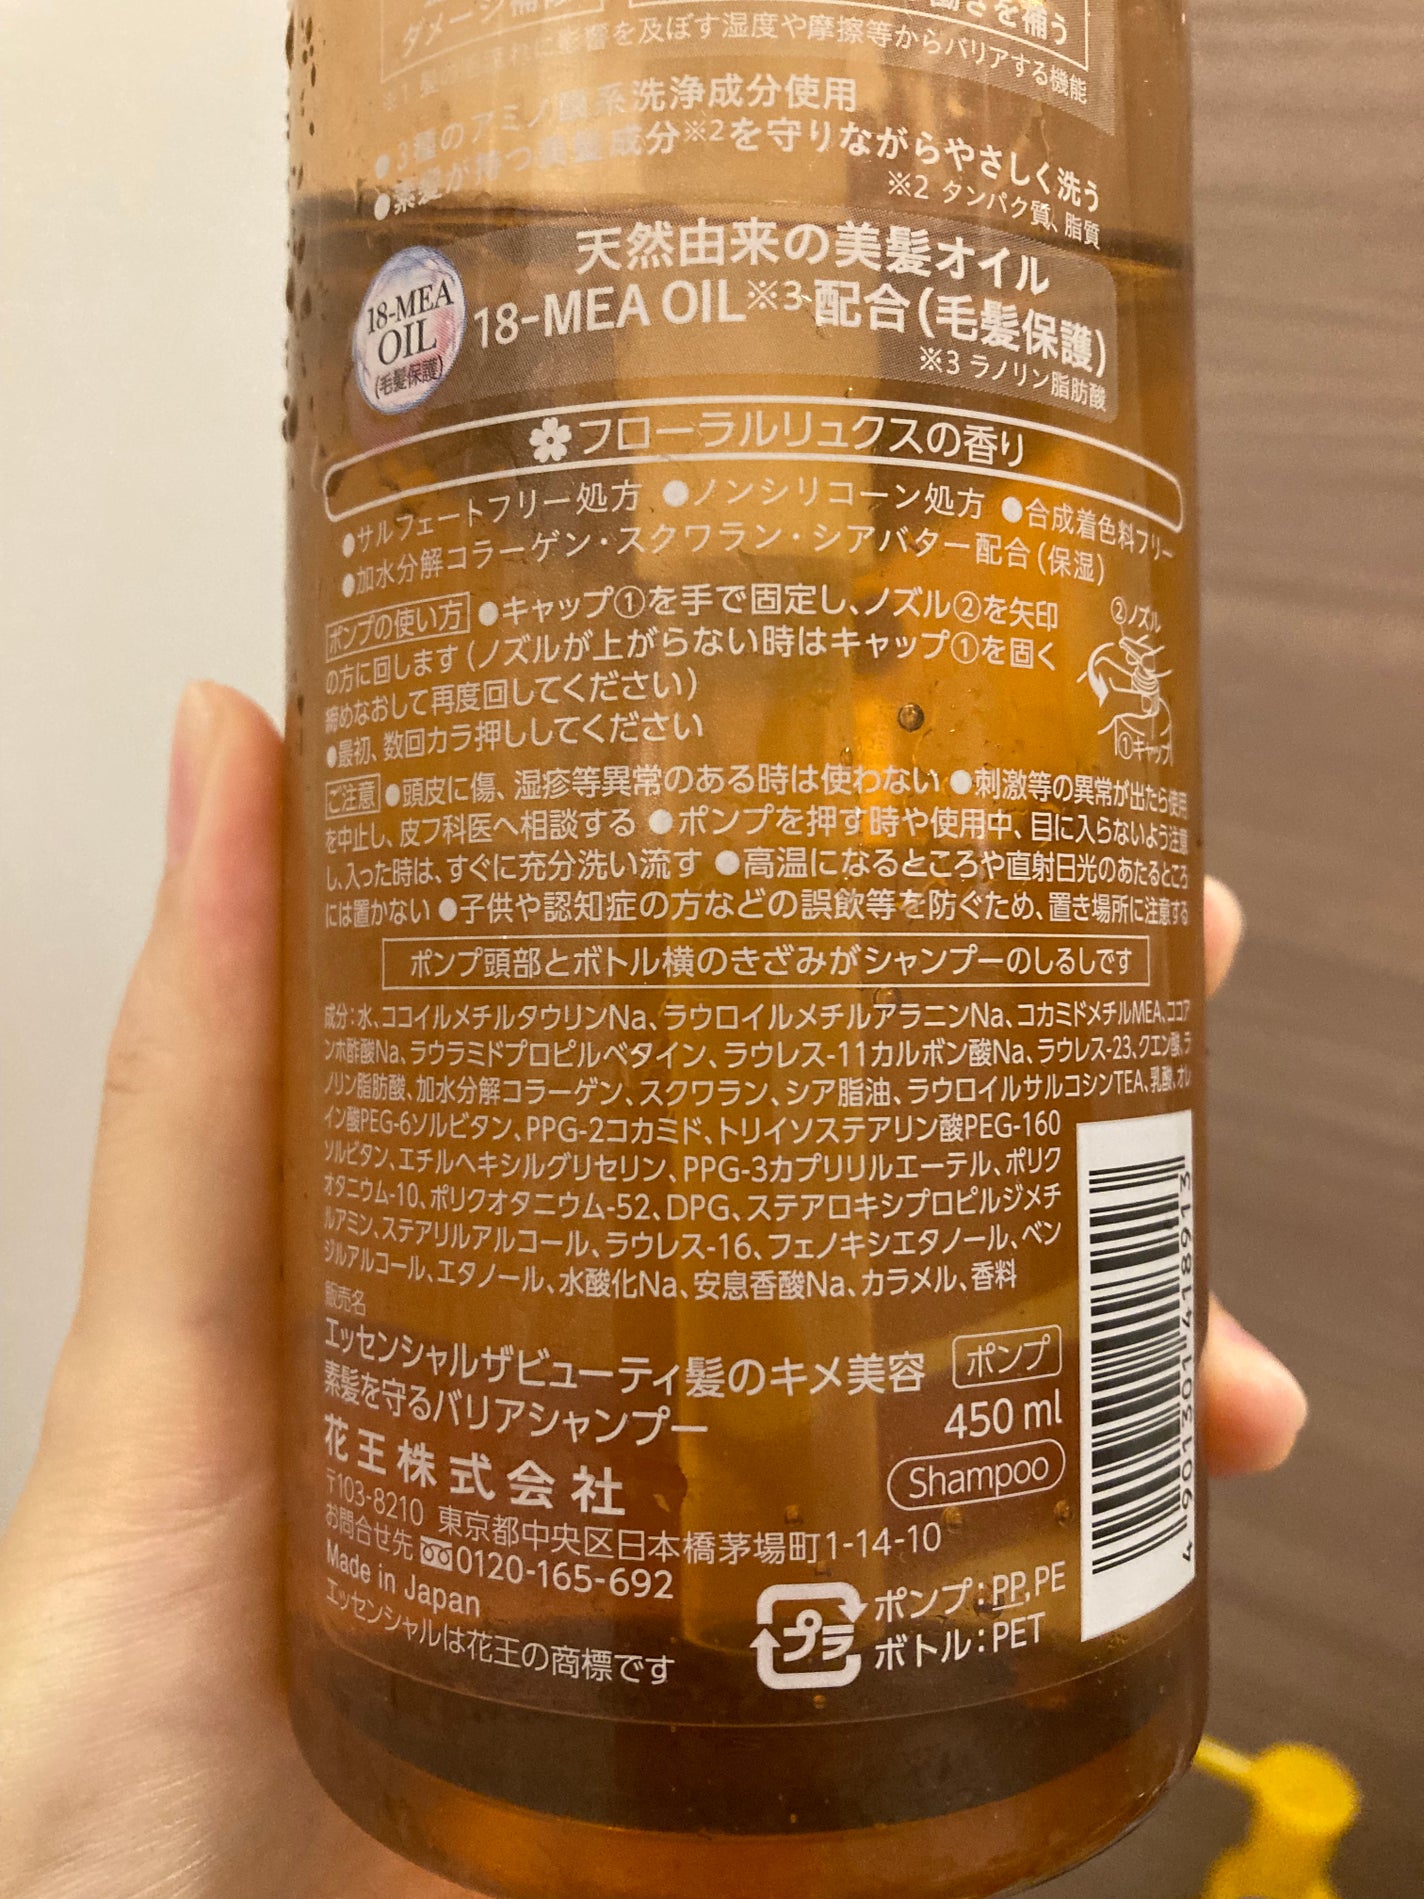 ダメージ補修
働きを補う
※1 髪の
に影響を及ぼす湿度や摩擦等からバリアする機能
●3種のアミノ酸系洗浄成分使用
●素髪が持つ美髪成分※2を守りながらやさしく洗う
※2 タンパク質、脂質
18-MEA
OIL
(毛髪保護)
天然由来の美髪オイル
18-MEA OIL※3配合(毛髪保護)
※3 ラノリン脂肪酸
フローラルリュクスの香り
●サルフェートフリー処方 ●ノンシリコーン処方 ●合成着色料フリー
●加水分解コラーゲン・スクワラン・シアバター配合(保湿)
ポンプの使い方 ●キャップ①を手で固定し、ノズル②を矢印
の方に回します(ノズルが上がらない時はキャップ①を固く
締めなおして再度回してください)
●最初、数回カラ押ししてください
②ノズル
①キャップ
ご注意 ●頭皮に傷、湿疹等異常のある時は使わない ●刺激等の異常が出たら使用
を中止し、皮フ科医へ相談する ●ポンプを押す時や使用中、目に入らないよう注意
し、入った時は、すぐに充分洗い流す ●高温になるところや直射日光のあたるところ
には置かない ●子供や認知症の方などの誤飲等を防ぐため、置き場所に注意する
ポンプ頭部とボトル横のきざみがシャンプーのしるしです
成分:水、ココイルメチルタウリンNa、ラウロイルメチルアラニンNa、コカミドメチルMEA、ココア
ンホ酢酸Na、ラウラミドプロピルベタイン、ラウレス-11カルボン酸Na、ラウレス-23、クエン酸、ラ
ノリン脂肪酸、加水分解コラーゲン、スクワラン、シア脂油、ラウロイルサルコシンTEA、乳酸、オレ
イン酸PEG-6ソルビタン、PPG-2コカミド、トリイソステアリン酸PEG-160
ソルビタン、エチルヘキシルグリセリン、PPG-3カプリリルエーテル、ポリク
オタニウム-10、ポリクオタニウム-52、DPG、ステアロキシプロピルジメチ
ルアミン、ステアリルアルコール、ラウレス-16、フェノキシエタノール、ベン
ジルアルコール、エタノール、水酸化Na、安息香酸Na、カラメル、香料
販売名
エッセンシャルザビューティ髪のキメ美容
素髪を守るバリアシャンプー
ポンプ
450 ml
Shampoo
花王株式会社
〒103-8210 東京都中央区日本橋茅場町1-14-10
お問合せ先 0120-165-692
Made in Japan
エッセンシャルは花王の商標です
プラ
ポンプ:PP,PE
ボトル:PET
4 901301 418913